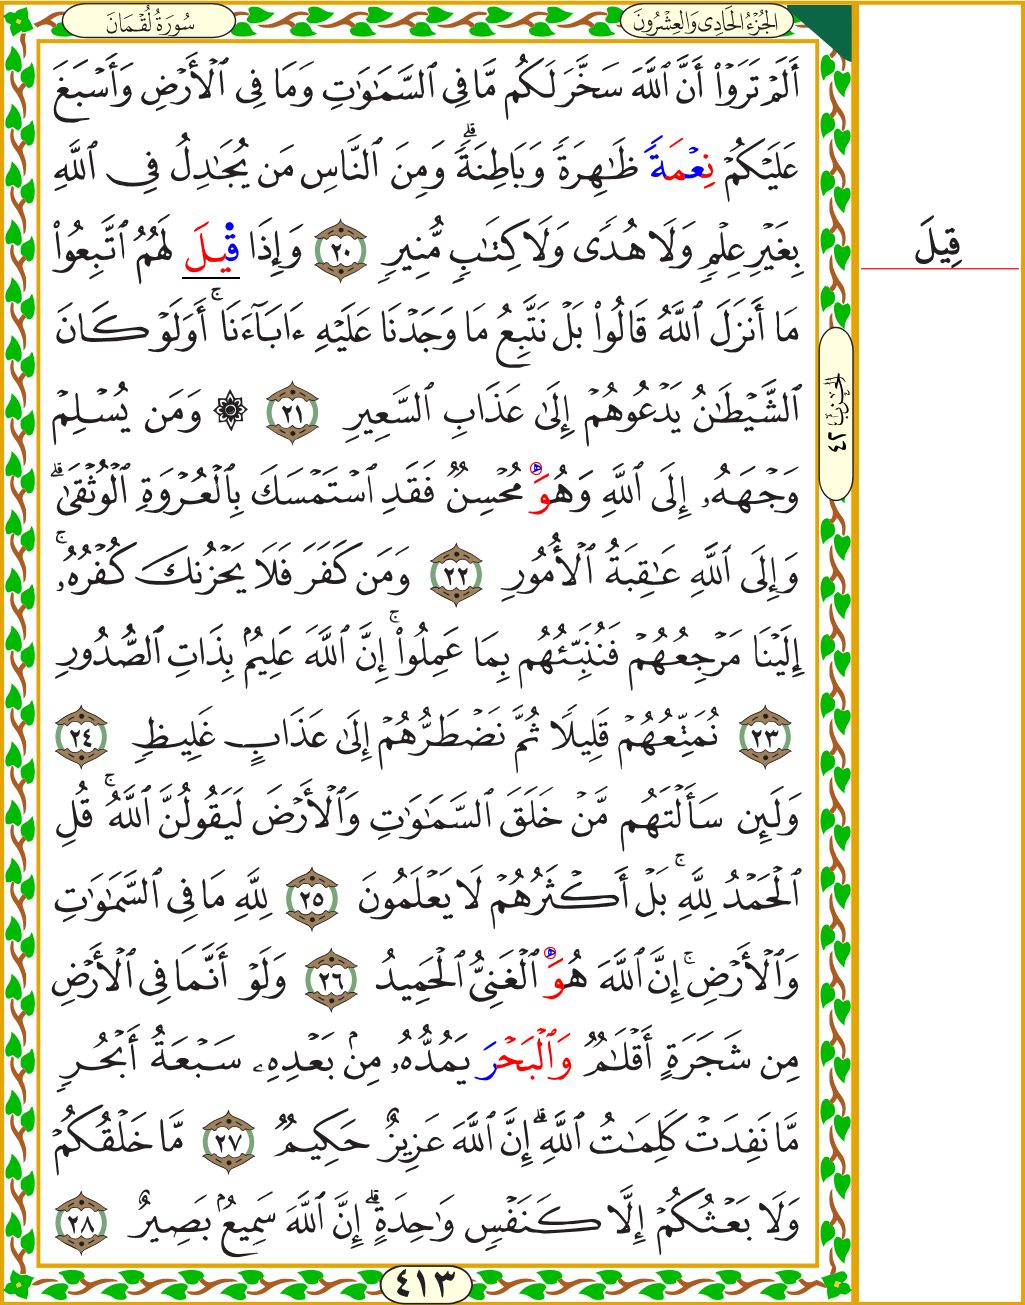 سُورَةُ لُقْمَانَ
الجُزْءُ الحَادِى وَالعِشْرُونَ
أَلَمْ تَرَوْا۟ أَنَّ ٱللَّهَ سَخَّرَ لَكُم مَّا فِى ٱلسَّمَـٰوَٰتِ وَمَا فِى ٱلْأَرْضِ وَأَسْبَغَ
عَلَيْكُمْ نِعْمَةً ظَـٰهِرَةً وَبَاطِنَةً ۗ وَمِنَ ٱلنَّاسِ مَن يُجَـٰدِلُ فِى ٱللَّهِ
بِغَيْرِ عِلْمٍ وَلَا هُدًى وَلَا كِتَـٰبٍ مُّنِيرٍ ٢٠ وَإِذَا قِيلَ لَهُمُ ٱتَّبِعُوا۟
مَا أَنزَلَ ٱللَّهُ قَالُوا۟ بَلْ نَتَّبِعُ مَا وَجَدْنَا عَلَيْهِ ءَابَآءَنَا ۚ أَوَلَوْ كَانَ
ٱلشَّيْطَـٰنُ يَدْعُوهُمْ إِلَىٰ عَذَابِ ٱلسَّعِيرِ ٢١ ۞ وَمَن يُسْلِمْ
وَجْهَهُۥ إِلَى ٱللَّهِ وَهُوَ مُحْسِنٌ فَقَدِ ٱسْتَمْسَكَ بِٱلْعُرْوَةِ ٱلْوُثْقَىٰ ۗ
وَإِلَى ٱللَّهِ عَـٰقِبَةُ ٱلْأُمُورِ ٢٢ وَمَن كَفَرَ فَلَا يَحْزُنكَ كُفْرُهُۥ ۚ
إِلَيْنَا مَرْجِعُهُمْ فَنُنَبِّئُهُم بِمَا عَمِلُوا۟ ۚ إِنَّ ٱللَّهَ عَلِيمٌۢ بِذَاتِ ٱلصُّدُورِ
٢٣ نُمَتِّعُهُمْ قَلِيلًا ثُمَّ نَضْطَرُّهُمْ إِلَىٰ عَذَابٍ غَلِيظٍ ٢٤
وَلَئِن سَأَلْتَهُم مَّنْ خَلَقَ ٱلسَّمَـٰوَٰتِ وَٱلْأَرْضَ لَيَقُولُنَّ ٱللَّهُ ۚ قُلِ
ٱلْحَمْدُ لِلَّهِ ۚ بَلْ أَكْثَرُهُمْ لَا يَعْلَمُونَ ٢٥ لِلَّهِ مَا فِى ٱلسَّمَـٰوَٰتِ
وَٱلْأَرْضِ ۚ إِنَّ ٱللَّهَ هُوَ ٱلْغَنِىُّ ٱلْحَمِيدُ ٢٦ وَلَوْ أَنَّمَا فِى ٱلْأَرْضِ
مِن شَجَرَةٍ أَقْلَـٰمٌ وَٱلْبَحْرَ يَمُدُّهُۥ مِنۢ بَعْدِهِۦ سَبْعَةُ أَبْحُرٍ
مَّا نَفِدَتْ كَلِمَـٰتُ ٱللَّهِ ۗ إِنَّ ٱللَّهَ عَزِيزٌ حَكِيمٌ ٢٧ مَّا خَلْقُكُمْ
وَلَا بَعْثُكُمْ إِلَّا كَنَفْسٍ وَٰحِدَةٍ ۗ إِنَّ ٱللَّهَ سَمِيعٌۢ بَصِيرٌ ٢٨
قِيلَ
الحزب ٤٢
٤١٣